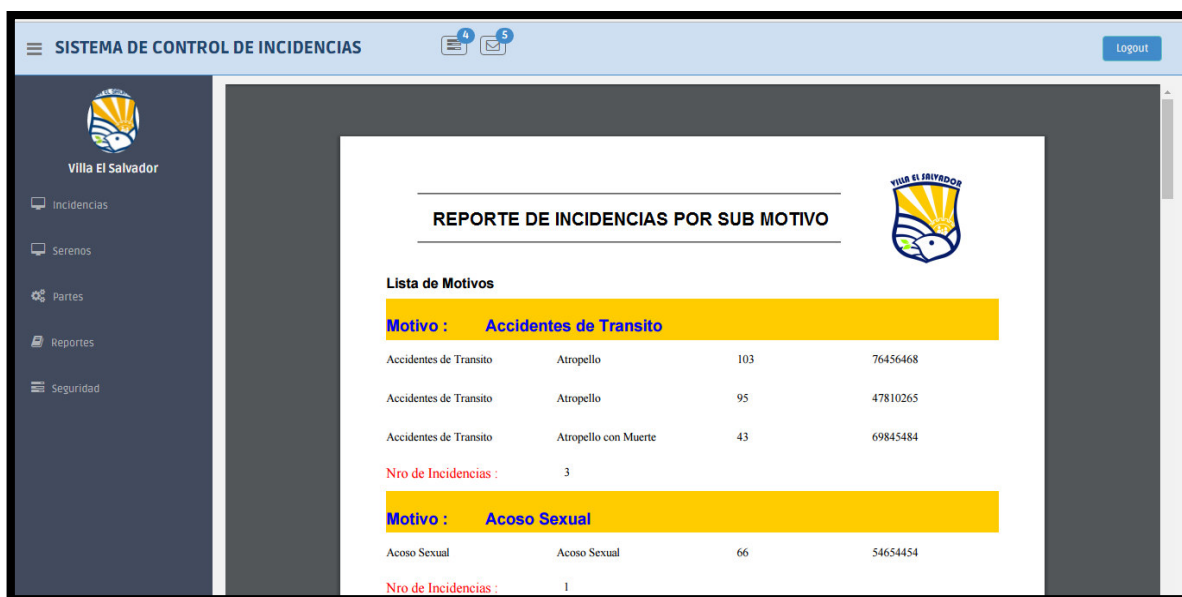 SISTEMA DE CONTROL DE INCIDENCIAS 4 5 Logout
Villa El Salvador
Incidencias
Serenos
Partes
Reportes
Seguridad
VILLA EL SALVADOR
REPORTE DE INCIDENCIAS POR SUB MOTIVO
Lista de Motivos
Motivo : Accidentes de Transito
Accidentes de Transito Atropello 103 76456468
Accidentes de Transito Atropello 95 47810265
Accidentes de Transito Atropello con Muerte 43 69845484
Nro de Incidencias : 3
Motivo : Acoso Sexual
Acoso Sexual Acoso Sexual 66 54654454
Nro de Incidencias : 1